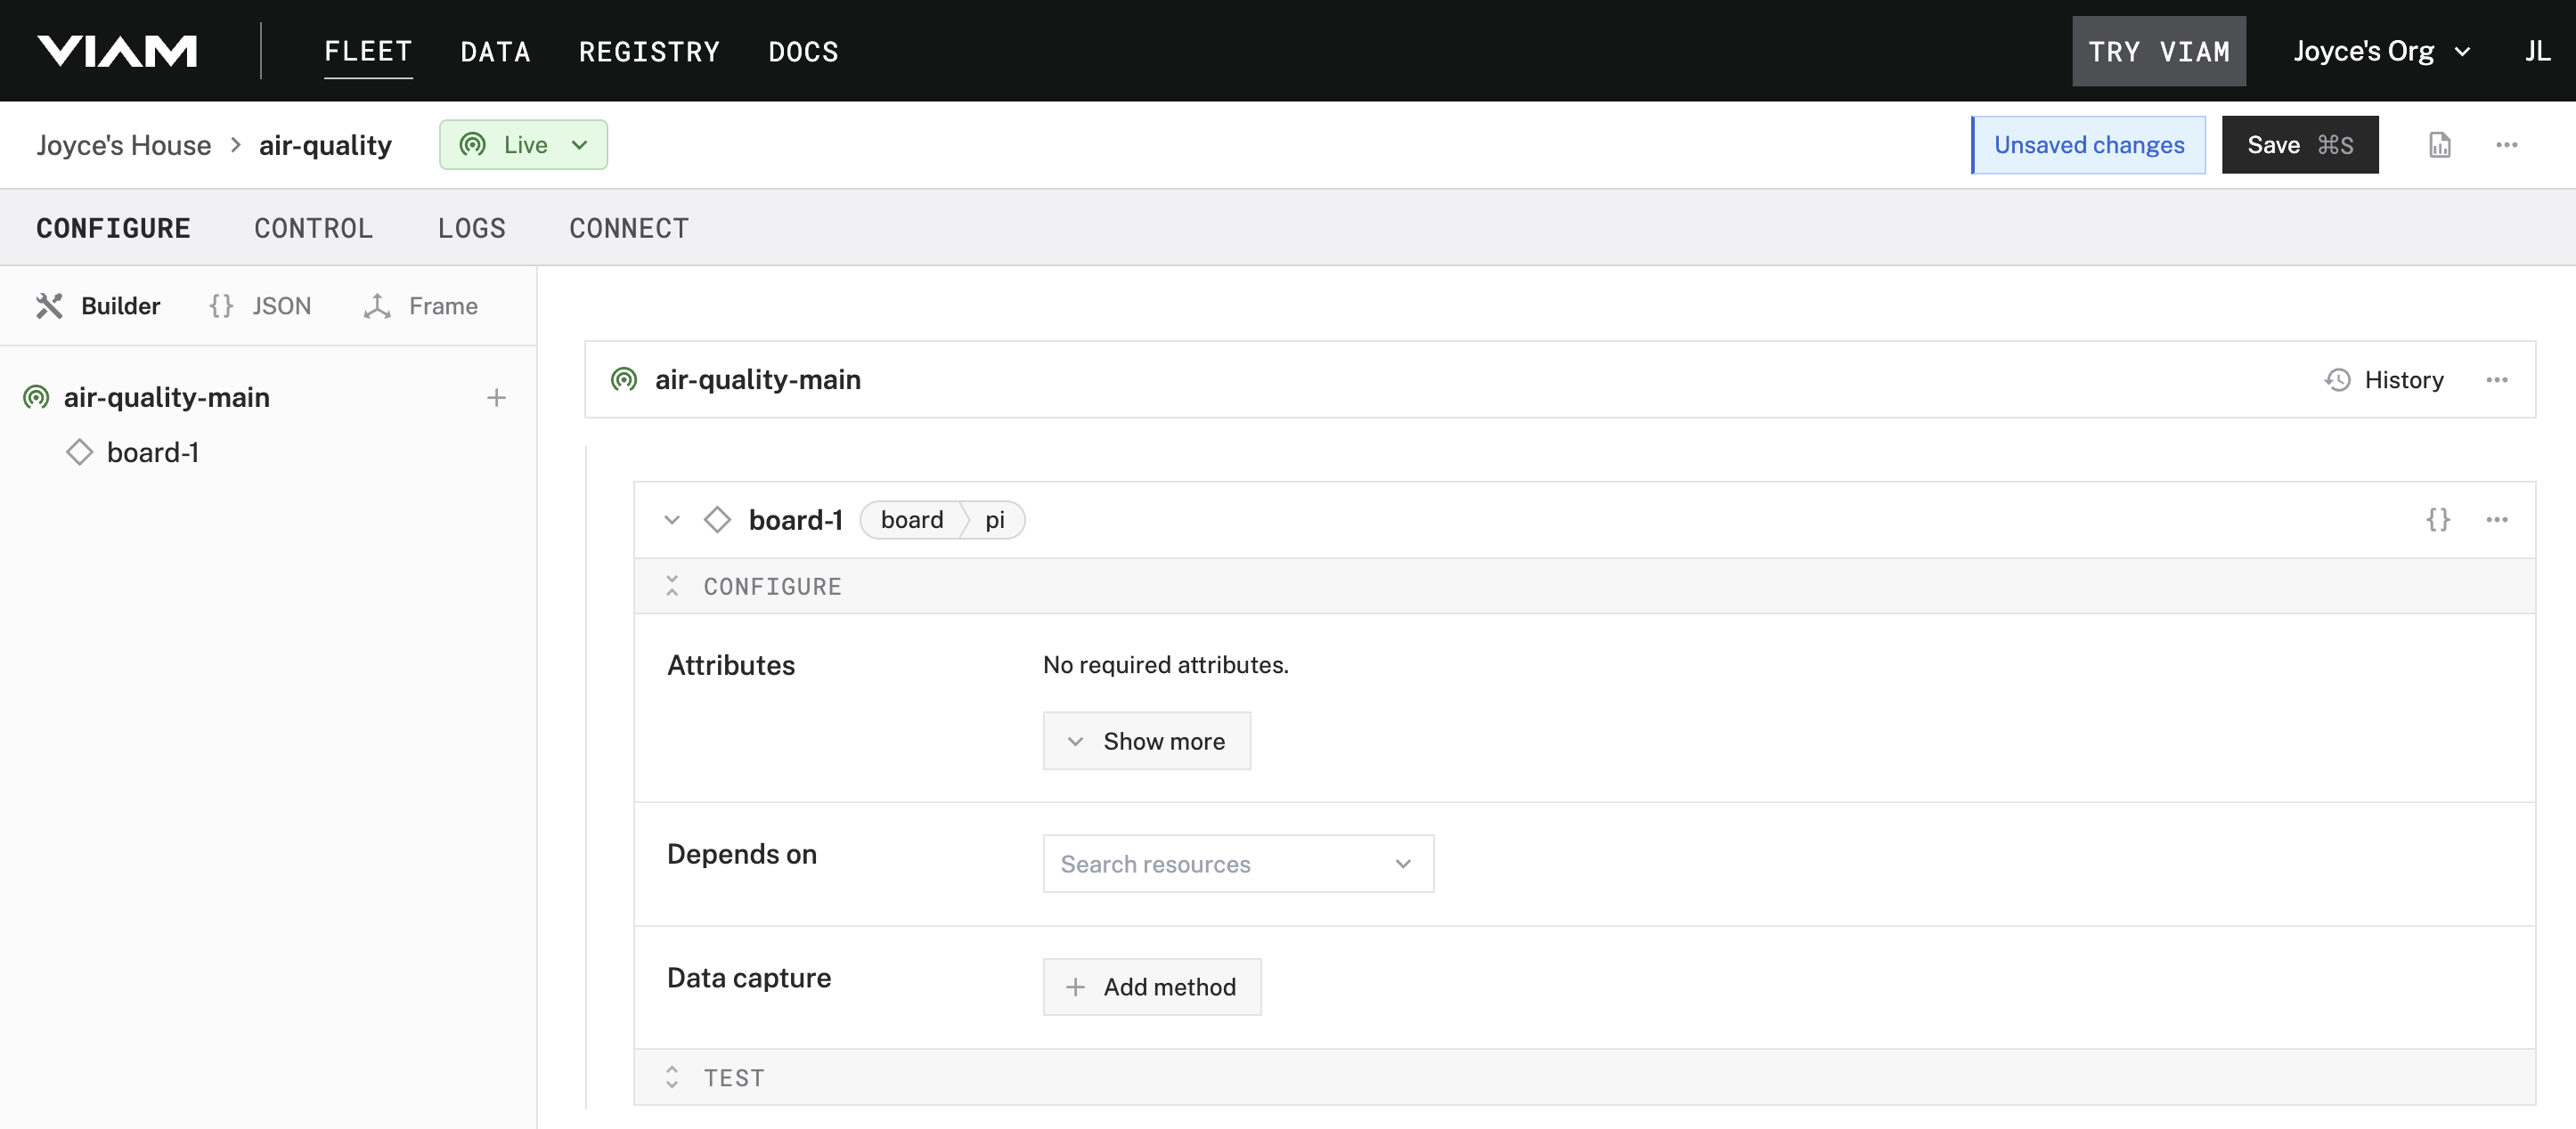 VIAM FLEET DATA REGISTRY DOCS TRY VIAM Joyce's Org JL
Joyce's House > air-quality Live Unsaved changes Save ⌘S
CONFIGURE CONTROL LOGS CONNECT
Builder {} JSON Frame
air-quality-main
board-1
air-quality-main History
board-1 board pi {}
CONFIGURE
Attributes No required attributes.
Show more
Depends on Search resources
Data capture Add method
TEST